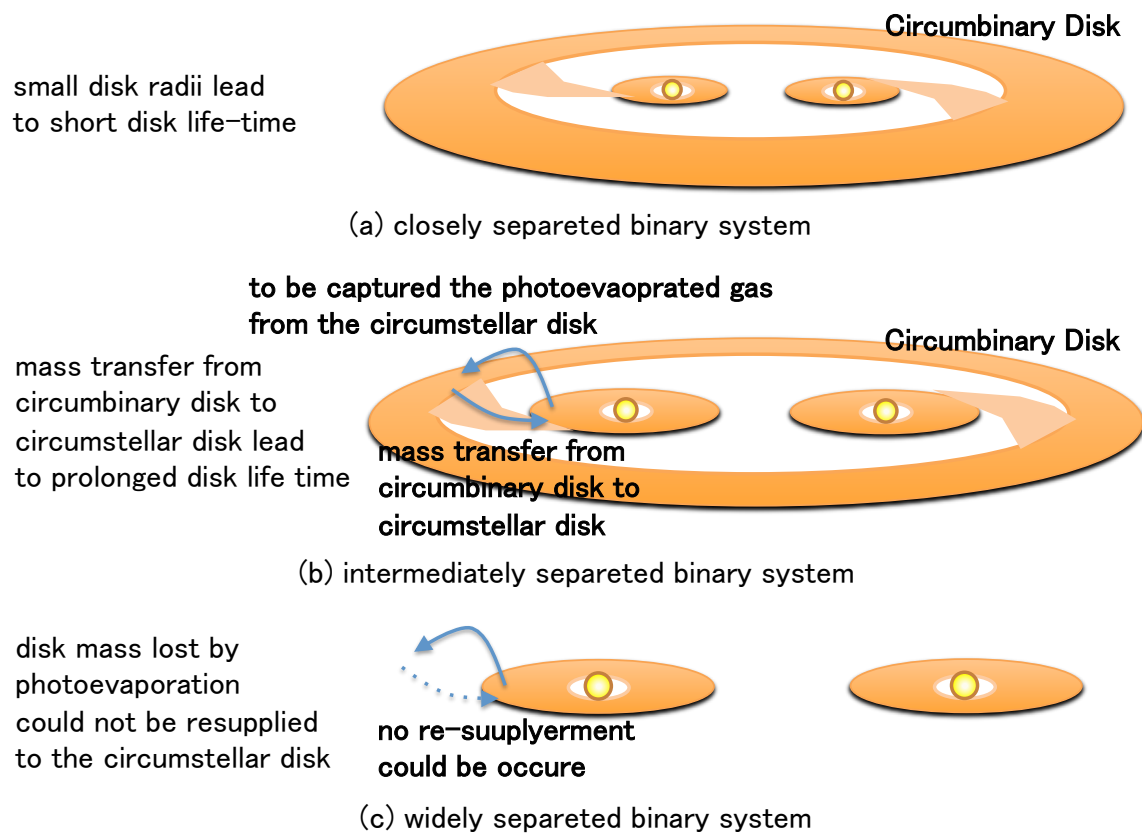 Circumbinary Disk
small disk radii lead
to short disk life-time
(a) closely separeted binary system
to be captured the photoevaoprated gas
from the circumstellar disk
Circumbinary Disk
mass transfer from
circumbinary disk to
circumstellar disk lead
to prolonged disk life time
mass transfer from
circumbinary disk to
circumstellar disk
(b) intermediately separeted binary system
disk mass lost by
photoevaporation
could not be resupplied
to the circumstellar disk
no re-suuplyerment
could be occure
(c) widely separeted binary system